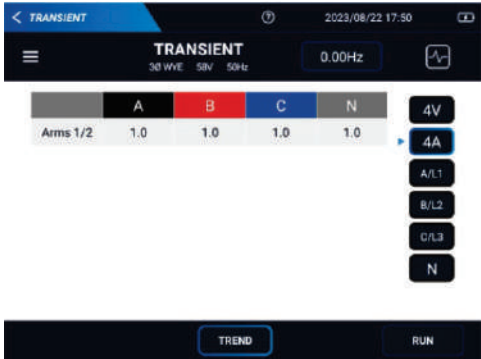 < TRANSIENT 2023/08/22 17:50
TRANSIENT
3Ø WYE 58V 50Hz
0.00Hz
A B C N
Arms 1/2 1.0 1.0 1.0 1.0
4V
4A
A/L1
B/L2
C/L3
N
TREND RUN